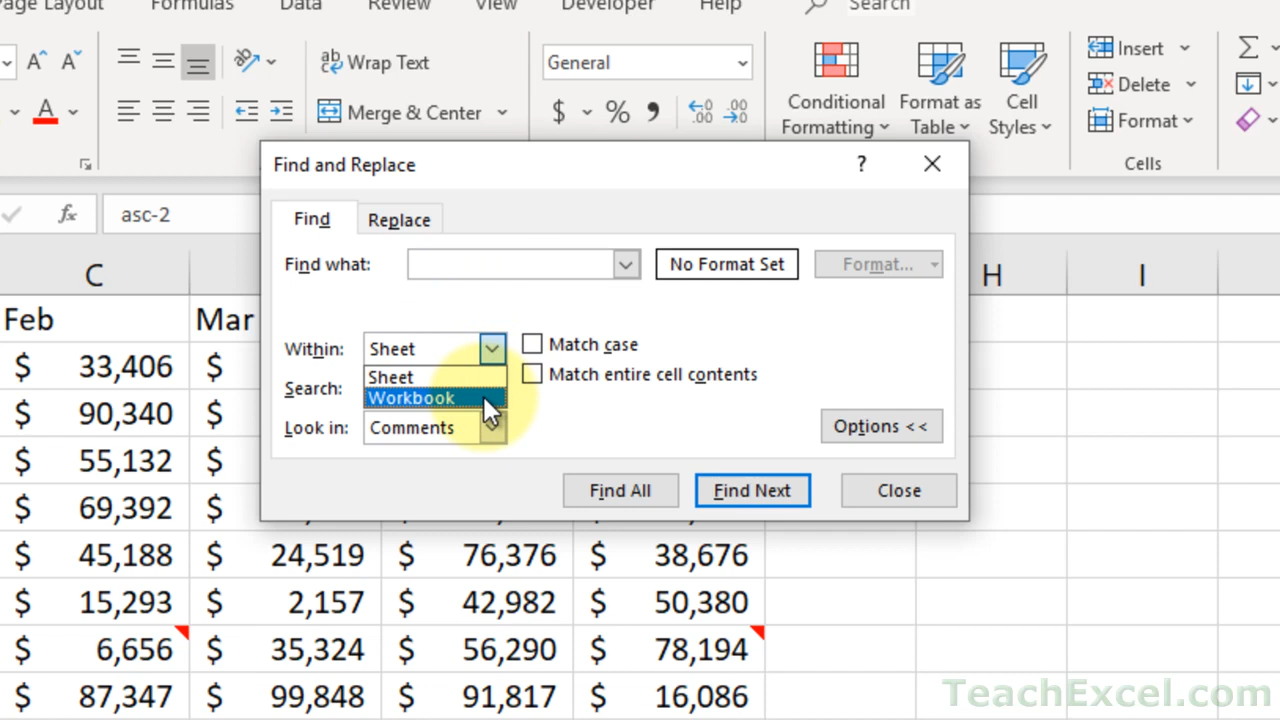 Page Layout Formulas Data Review View Developer Help Search
Wrap Text General Insert
Delete
Merge & Center $ % , Conditional Formatting Format as Table Cell Styles Format
Cells
fx asc-2
Find and Replace ? ×
Find Replace
Find what: No Format Set Format...
Within: Sheet Match case
Sheet
Workbook Match entire cell contents
Search:
Look in: Comments Options <<
Find All Find Next Close
C H I
Feb Mar
$ 33,406 $
$ 90,340 $
$ 55,132 $
$ 69,392 $
$ 45,188 $ 24,519 $ 76,376 $ 38,676
$ 15,293 $ 2,157 $ 42,982 $ 50,380
$ 6,656 $ 35,324 $ 56,290 $ 78,194
$ 87,347 $ 99,848 $ 91,817 $ 16,086
TeachExcel.com